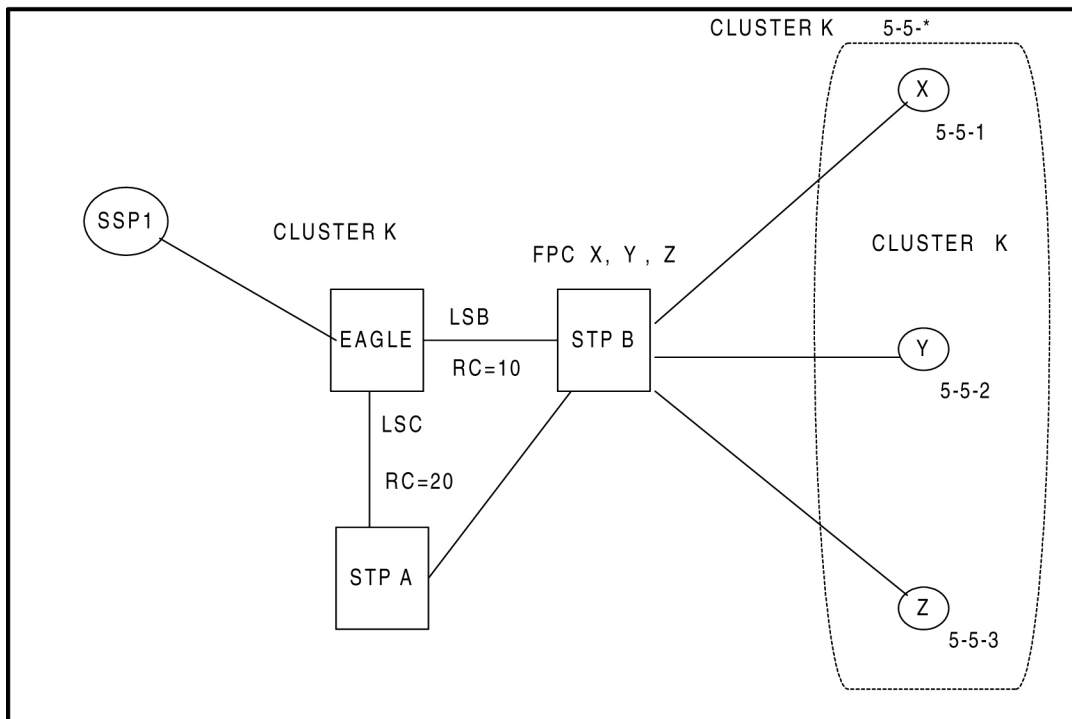 CLUSTER K 5-5-*
X
5-5-1
SSP1
CLUSTER K
CLUSTER K
FPC X, Y, Z
LSB
EAGLE
STP B
Y
RC=10
5-5-2
LSC
RC=20
STP A
Z
5-5-3